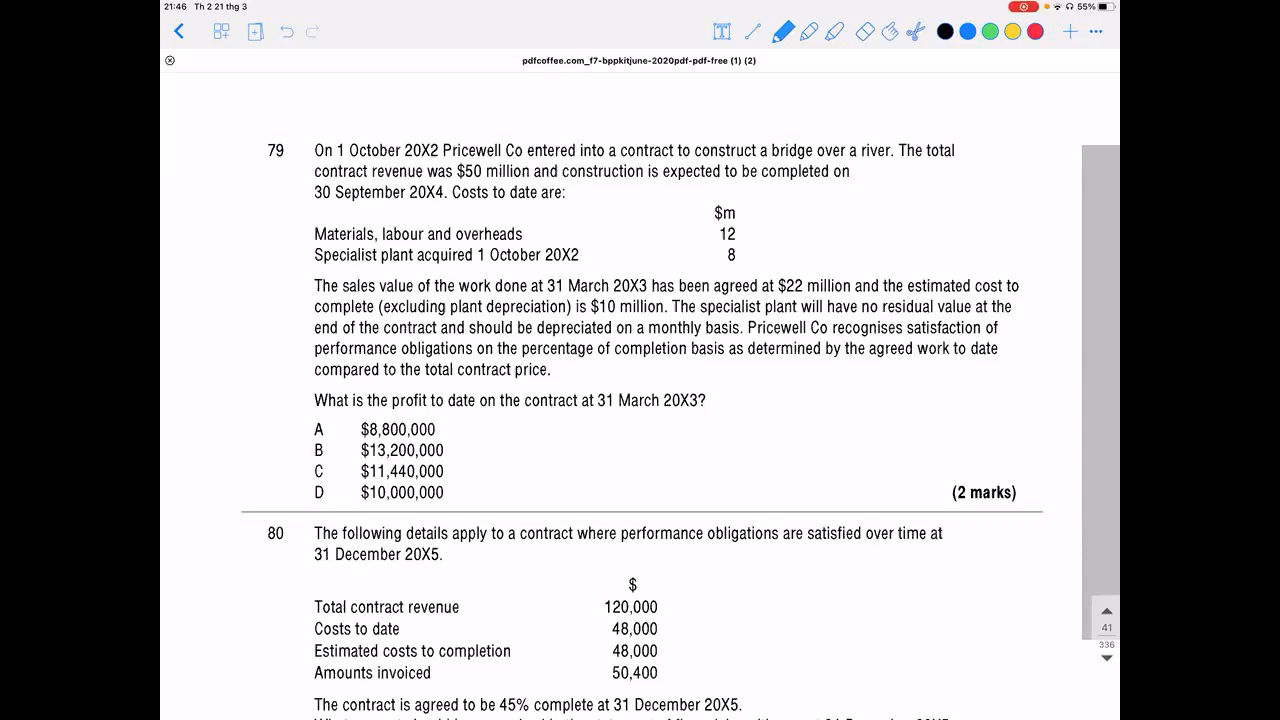 21:46 Th 2 21 thg 3 55%
pdfcoffee.com_f7-bppkitjune-2020pdf-pdf-free (1) (2)
79 On 1 October 20X2 Pricewell Co entered into a contract to construct a bridge over a river. The total
contract revenue was $50 million and construction is expected to be completed on
30 September 20X4. Costs to date are:
$m
Materials, labour and overheads 12
Specialist plant acquired 1 October 20X2 8
The sales value of the work done at 31 March 20X3 has been agreed at $22 million and the estimated cost to
complete (excluding plant depreciation) is $10 million. The specialist plant will have no residual value at the
end of the contract and should be depreciated on a monthly basis. Pricewell Co recognises satisfaction of
performance obligations on the percentage of completion basis as determined by the agreed work to date
compared to the total contract price.
What is the profit to date on the contract at 31 March 20X3?
A $8,800,000
B $13,200,000
C $11,440,000
D $10,000,000 (2 marks)
80 The following details apply to a contract where performance obligations are satisfied over time at
31 December 20X5.
$
Total contract revenue 120,000
Costs to date 48,000
Estimated costs to completion 48,000
Amounts invoiced 50,400
The contract is agreed to be 45% complete at 31 December 20X5.
41
336